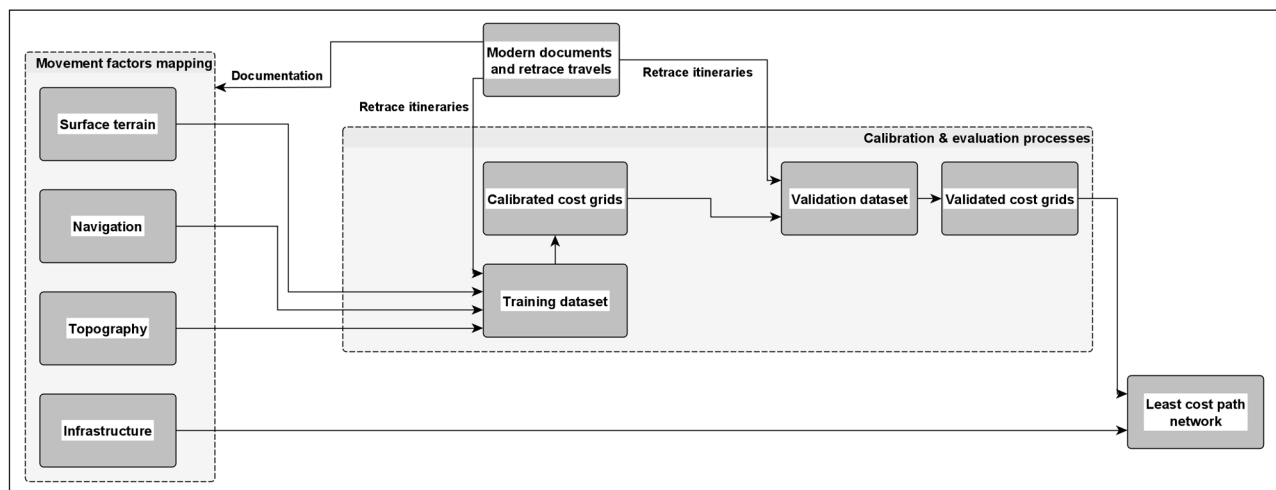 Modern documents
and retrace travels
Movement factors mapping
Documentation
Retrace itineraries
Retrace itineraries
Surface terrain
Calibration & evaluation processes
Calibrated cost grids
Validation dataset
Validated cost grids
Navigation
Training dataset
Topography
Infrastructure
Least cost path
network